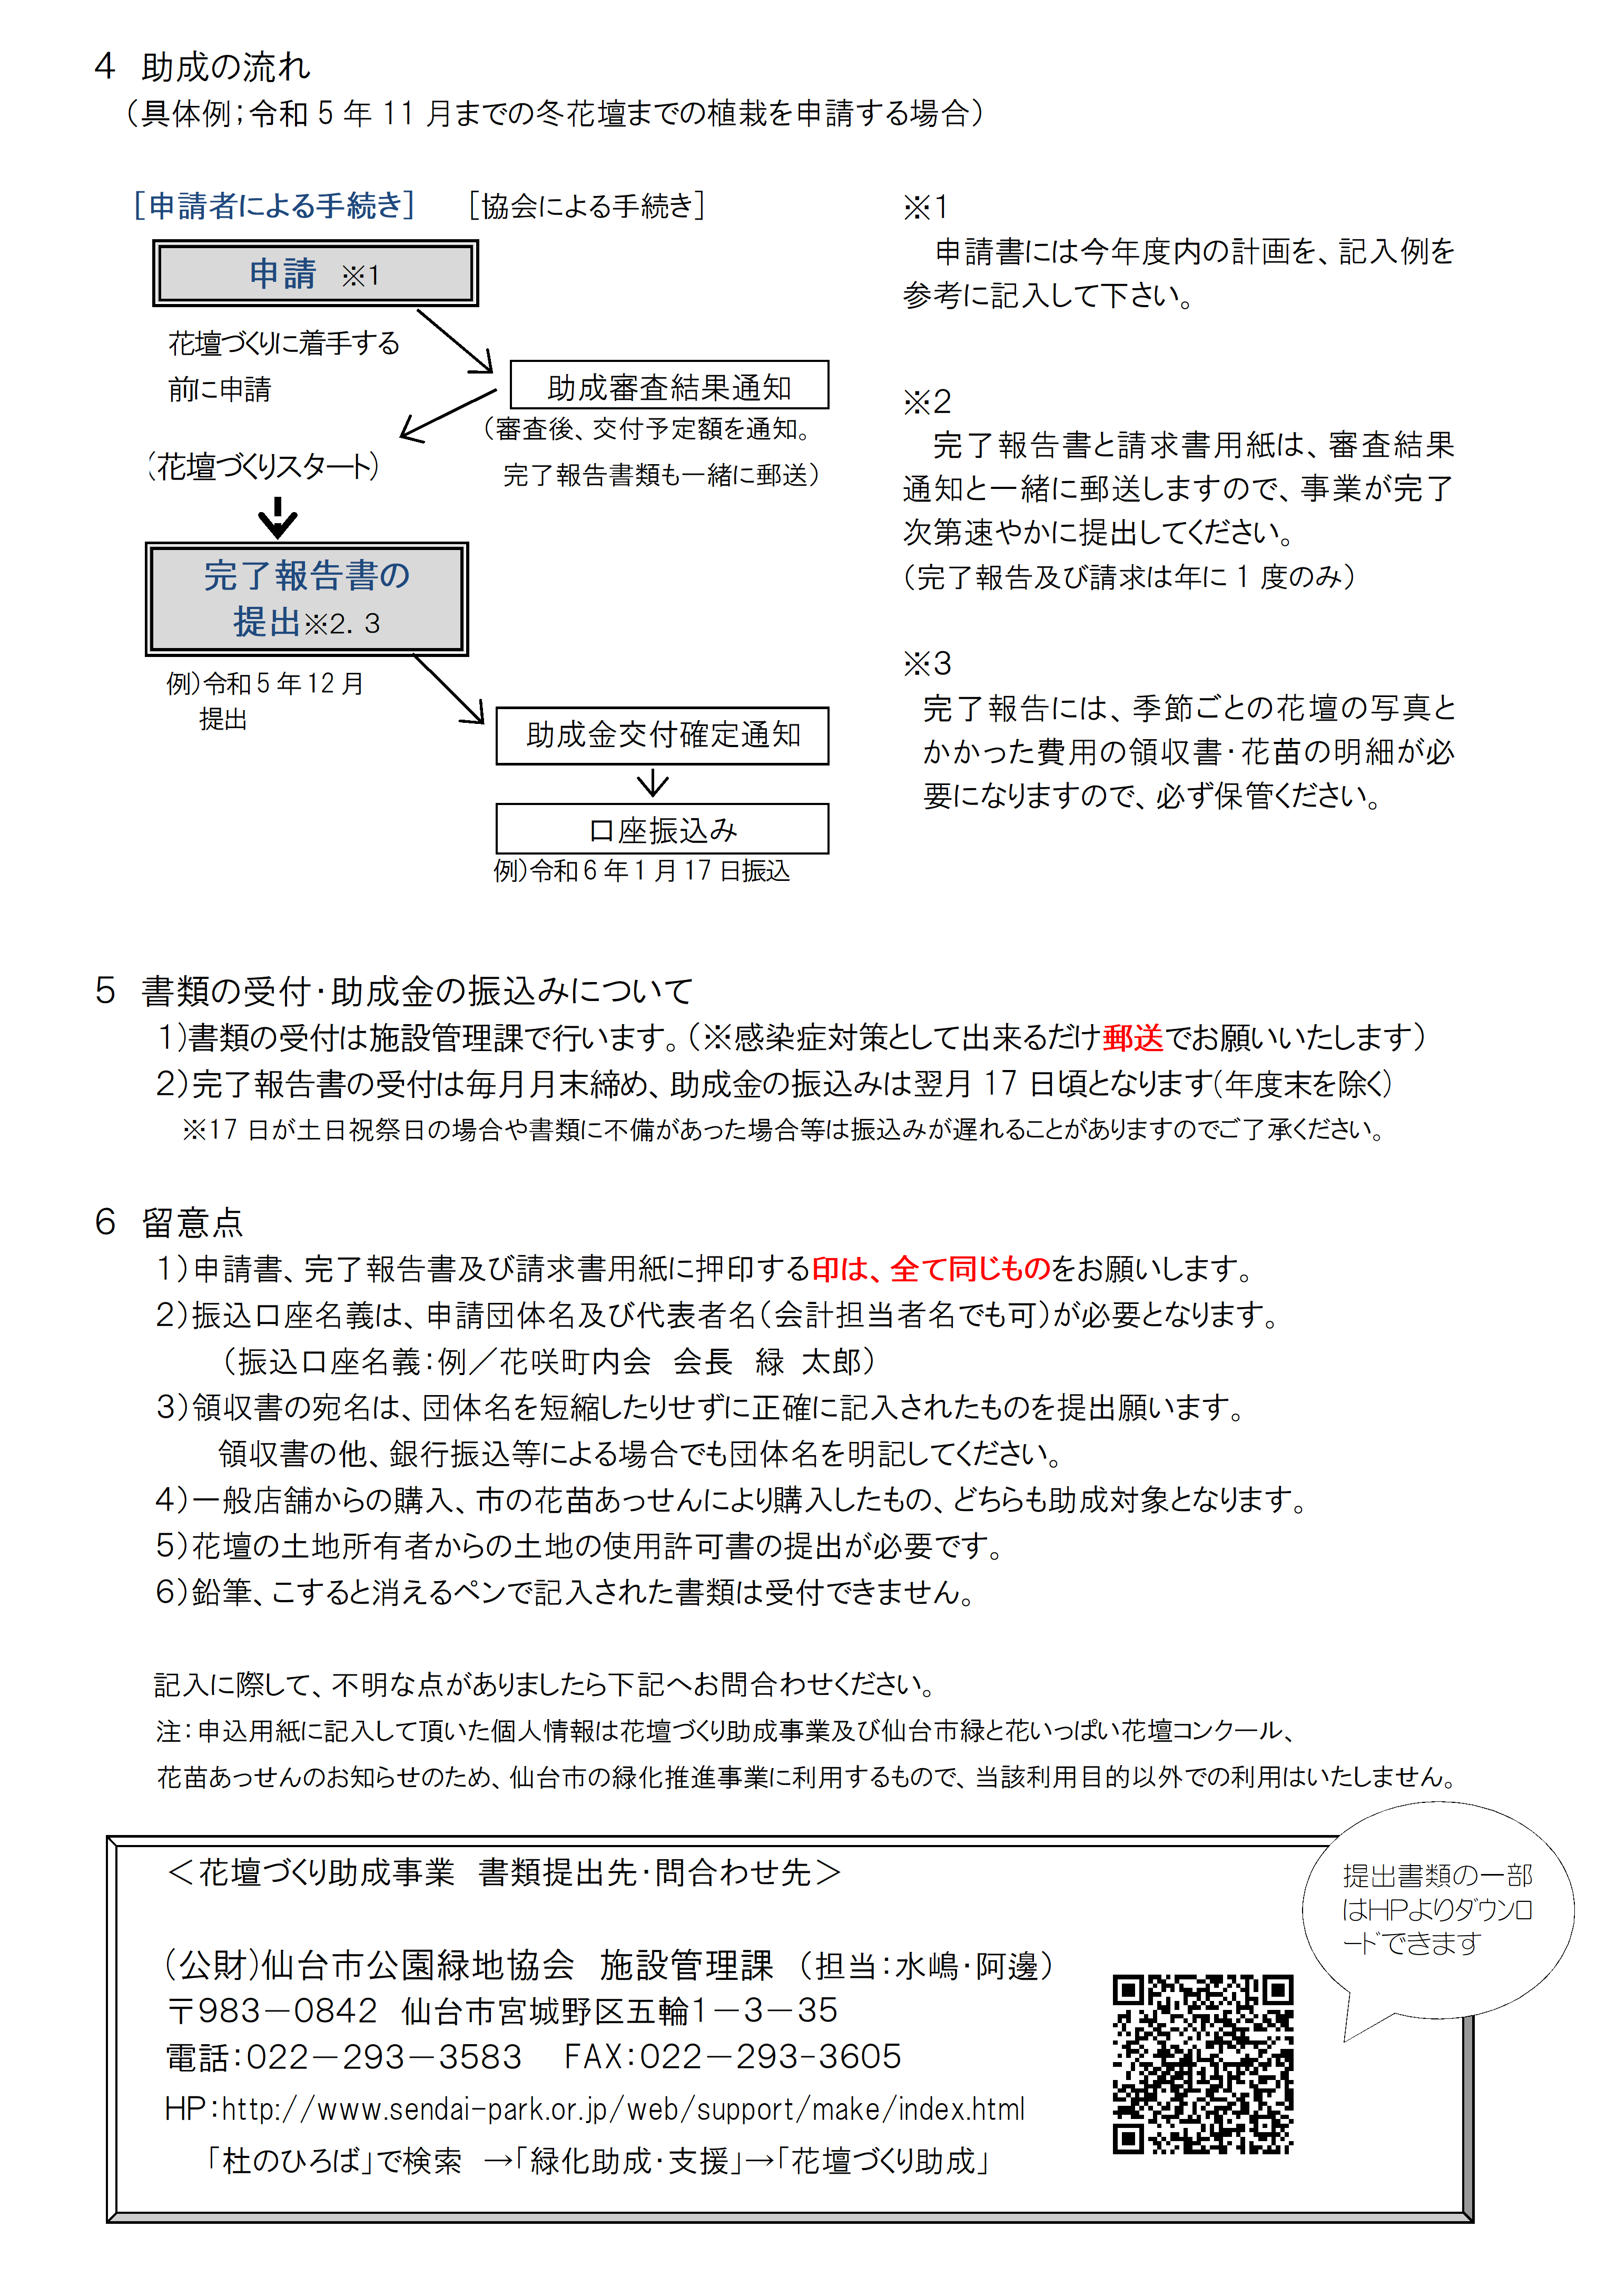 4　助成の流れ
（具体例；令和 5 年 11 月までの冬花壇までの植栽を申請する場合）
［申請者による手続き］　［協会による手続き］
申請　※1
花壇づくりに着手する
前に申請
助成審査結果通知
（審査後、交付予定額を通知。
完了報告書類も一緒に郵送）
（花壇づくりスタート）
完了報告書の
提出※2．3
例）令和 5 年 12 月
提出
助成金交付確定通知
口座振込み
例）令和 6 年 1 月 17 日振込
※1
申請書には今年度内の計画を、記入例を
参考に記入して下さい。
※2
完了報告書と請求書用紙は、審査結果
通知と一緒に郵送しますので、事業が完了
次第速やかに提出してください。
（完了報告及び請求は年に 1 度のみ）
※3
完了報告には、季節ごとの花壇の写真と
かかった費用の領収書・花苗の明細が必
要になりますので、必ず保管ください。
5　書類の受付・助成金の振込みについて
1）書類の受付は施設管理課で行います。（※感染症対策として出来るだけ郵送でお願いいたします）
2）完了報告書の受付は毎月月末締め、助成金の振込みは翌月 17 日頃となります（年度末を除く）
※17 日が土日祝祭日の場合や書類に不備があった場合等は振込みが遅れることがありますのでご了承ください。
6　留意点
1）申請書、完了報告書及び請求書用紙に押印する印は、全て同じものをお願いします。
2）振込口座名義は、申請団体名及び代表者名（会計担当者名でも可）が必要となります。
（振込口座名義：例／花咲町内会　会長　緑　太郎）
3）領収書の宛名は、団体名を短縮したりせずに正確に記入されたものを提出願います。
領収書の他、銀行振込等による場合でも団体名を明記してください。
4）一般店舗からの購入、市の花苗あっせんにより購入したもの、どちらも助成対象となります。
5）花壇の土地所有者からの土地の使用許可書の提出が必要です。
6）鉛筆、こすると消えるペンで記入された書類は受付できません。
記入に際して、不明な点がありましたら下記へお問合わせください。
注：申込用紙に記入して頂いた個人情報は花壇づくり助成事業及び仙台市緑と花いっぱい花壇コンクール、
花苗あっせんのお知らせのため、仙台市の緑化推進事業に利用するもので、当該利用目的以外での利用はいたしません。
提出書類の一部
はHPよりダウンロ
ードできます
＜花壇づくり助成事業　書類提出先・問合わせ先＞
（公財）仙台市公園緑地協会　施設管理課　（担当：水嶋・阿邊）
〒983－0842　仙台市宮城野区五輪1－3－35
電話：022－293－3583　FAX：022－293-3605
HP：http://www.sendai-park.or.jp/web/support/make/index.html
「杜のひろば」で検索　→「緑化助成・支援」→「花壇づくり助成」